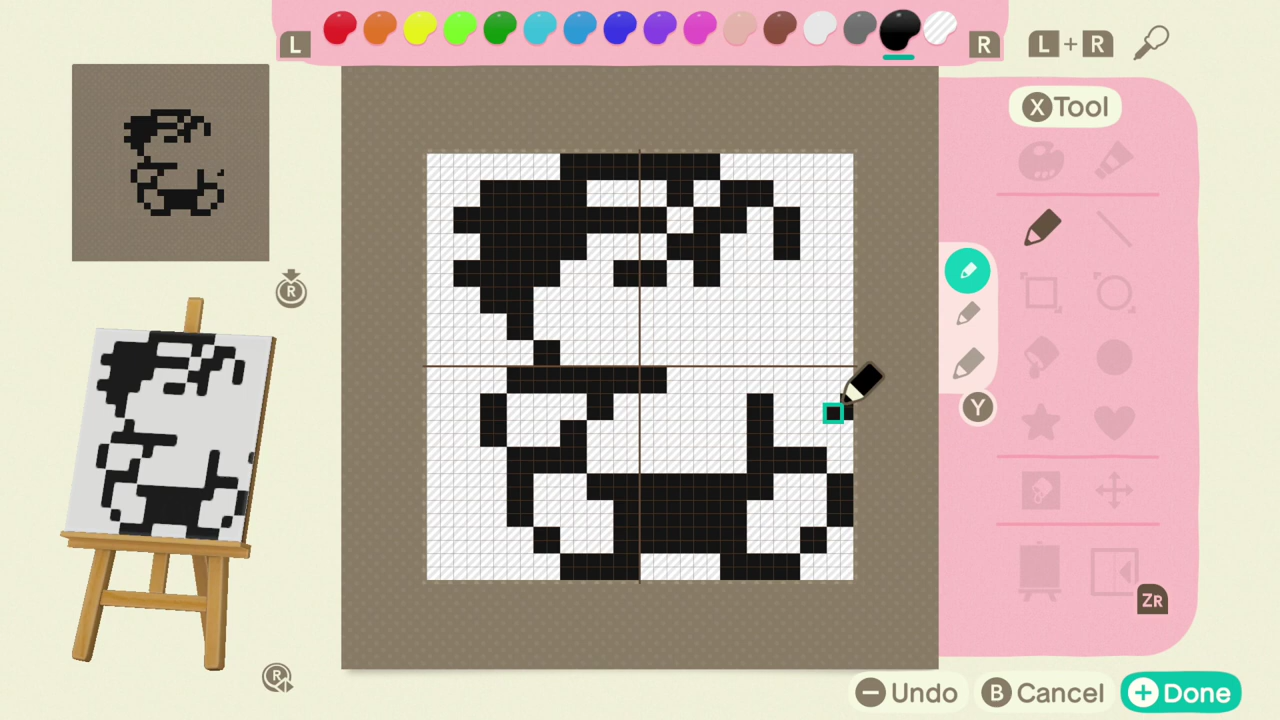 L
R
L + R
X Tool
R
Y
R
ZR
− Undo
B Cancel
+ Done